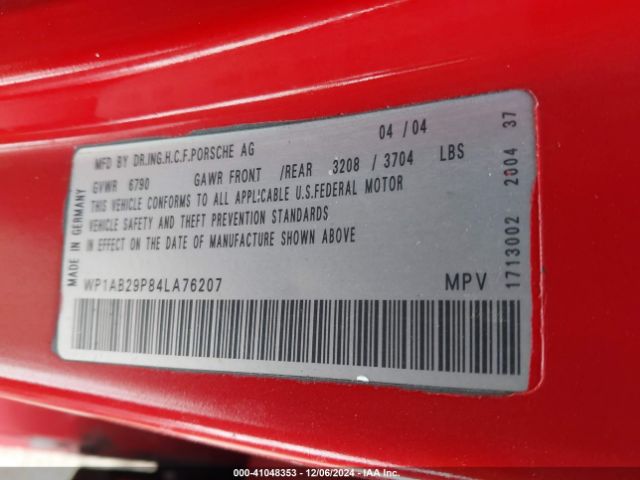 MFD BY DR.ING.H.C.F.PORSCHE AG 04 / 04
GVWR 6790 GAWR FRONT /REAR 3208 / 3704 LBS
THIS VEHICLE CONFORMS TO ALL APPLICABLE U.S.FEDERAL MOTOR
VEHICLE SAFETY AND THEFT PREVENTION STANDARDS
IN EFFECT ON THE DATE OF MANUFACTURE SHOWN ABOVE
WP1AB29P84LA76207 MPV
MADE IN GERMANY
1713002 2004 37
000-41048353 - 12/06/2024 - IAAI.COM